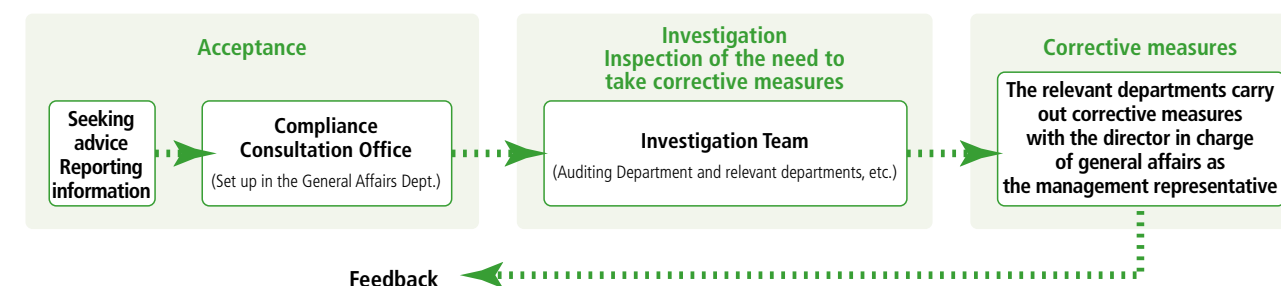 Acceptance
Seeking
advice
Reporting
information
Compliance
Consultation Office
(Set up in the General Affairs Dept.)
Investigation
Inspection of the need to
take corrective measures
Investigation Team
(Auditing Department and relevant departments, etc.)
Corrective measures
The relevant departments carry
out corrective measures
with the director in charge
of general affairs as
the management representative
Feedback